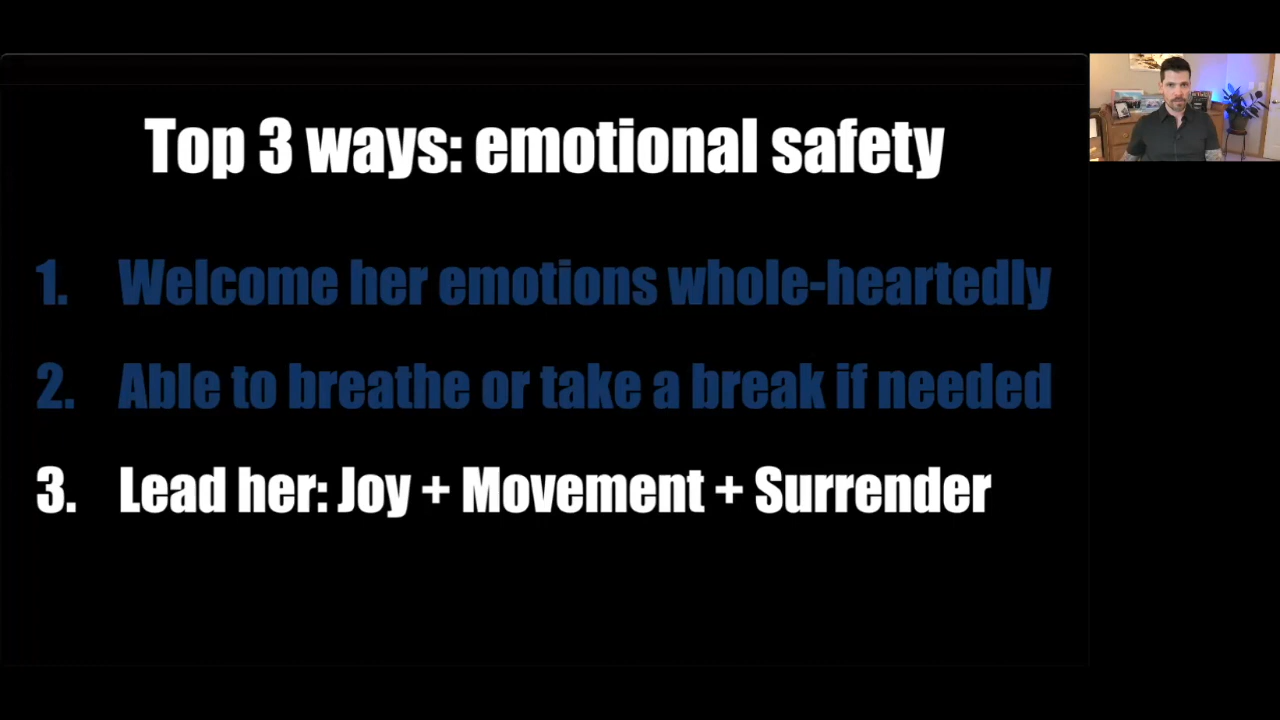 Top 3 ways: emotional safety
1. Welcome her emotions whole-heartedly
2. Able to breathe or take a break if needed
3. Lead her: Joy + Movement + Surrender